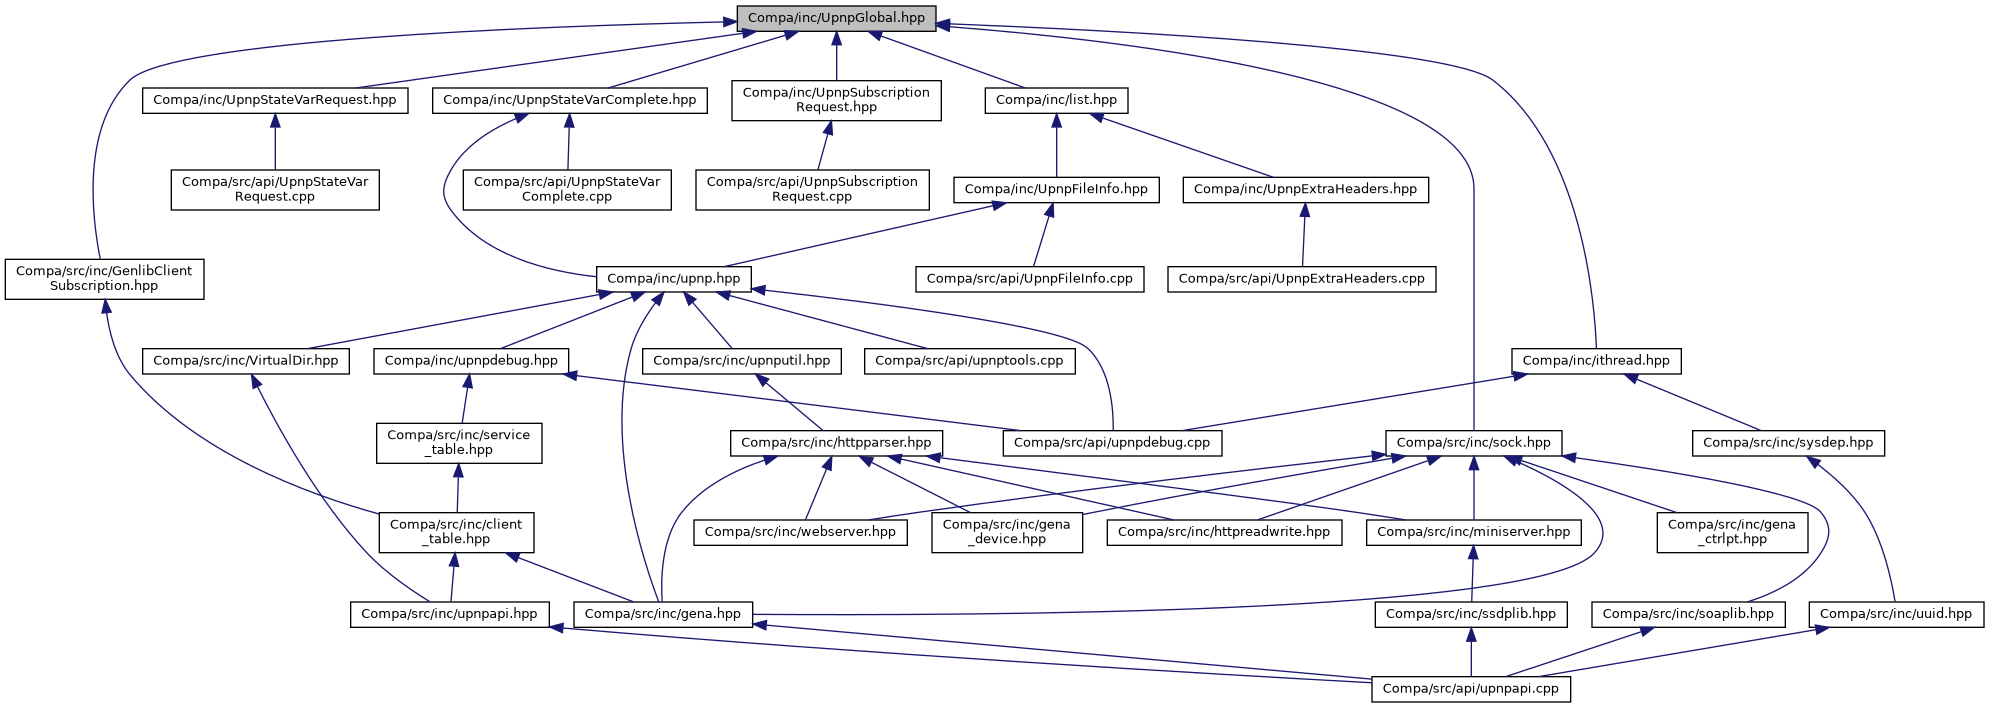 Compa/inc/UpnpGlobal.hpp
Compa/inc/UpnpStateVarRequest.hpp
Compa/inc/UpnpStateVarComplete.hpp
Compa/inc/UpnpSubscription
Request.hpp
Compa/inc/list.hpp
Compa/src/api/UpnpStateVar
Request.cpp
Compa/src/api/UpnpStateVar
Complete.cpp
Compa/src/api/UpnpSubscription
Request.cpp
Compa/inc/UpnpFileInfo.hpp
Compa/inc/UpnpExtraHeaders.hpp
Compa/src/inc/GenlibClient
Subscription.hpp
Compa/inc/upnp.hpp
Compa/src/api/UpnpFileInfo.cpp
Compa/src/api/UpnpExtraHeaders.cpp
Compa/src/inc/VirtualDir.hpp
Compa/inc/upnpdebug.hpp
Compa/src/inc/upnputil.hpp
Compa/src/api/upnptools.cpp
Compa/inc/ithread.hpp
Compa/src/inc/service
_table.hpp
Compa/src/inc/httpparser.hpp
Compa/src/api/upnpdebug.cpp
Compa/src/inc/sock.hpp
Compa/src/inc/sysdep.hpp
Compa/src/inc/client
_table.hpp
Compa/src/inc/webserver.hpp
Compa/src/inc/gena
_device.hpp
Compa/src/inc/httpreadwrite.hpp
Compa/src/inc/miniserver.hpp
Compa/src/inc/gena
_ctrlpt.hpp
Compa/src/inc/upnpapi.hpp
Compa/src/inc/gena.hpp
Compa/src/inc/ssdplib.hpp
Compa/src/inc/soaplib.hpp
Compa/src/inc/uuid.hpp
Compa/src/api/upnpapi.cpp